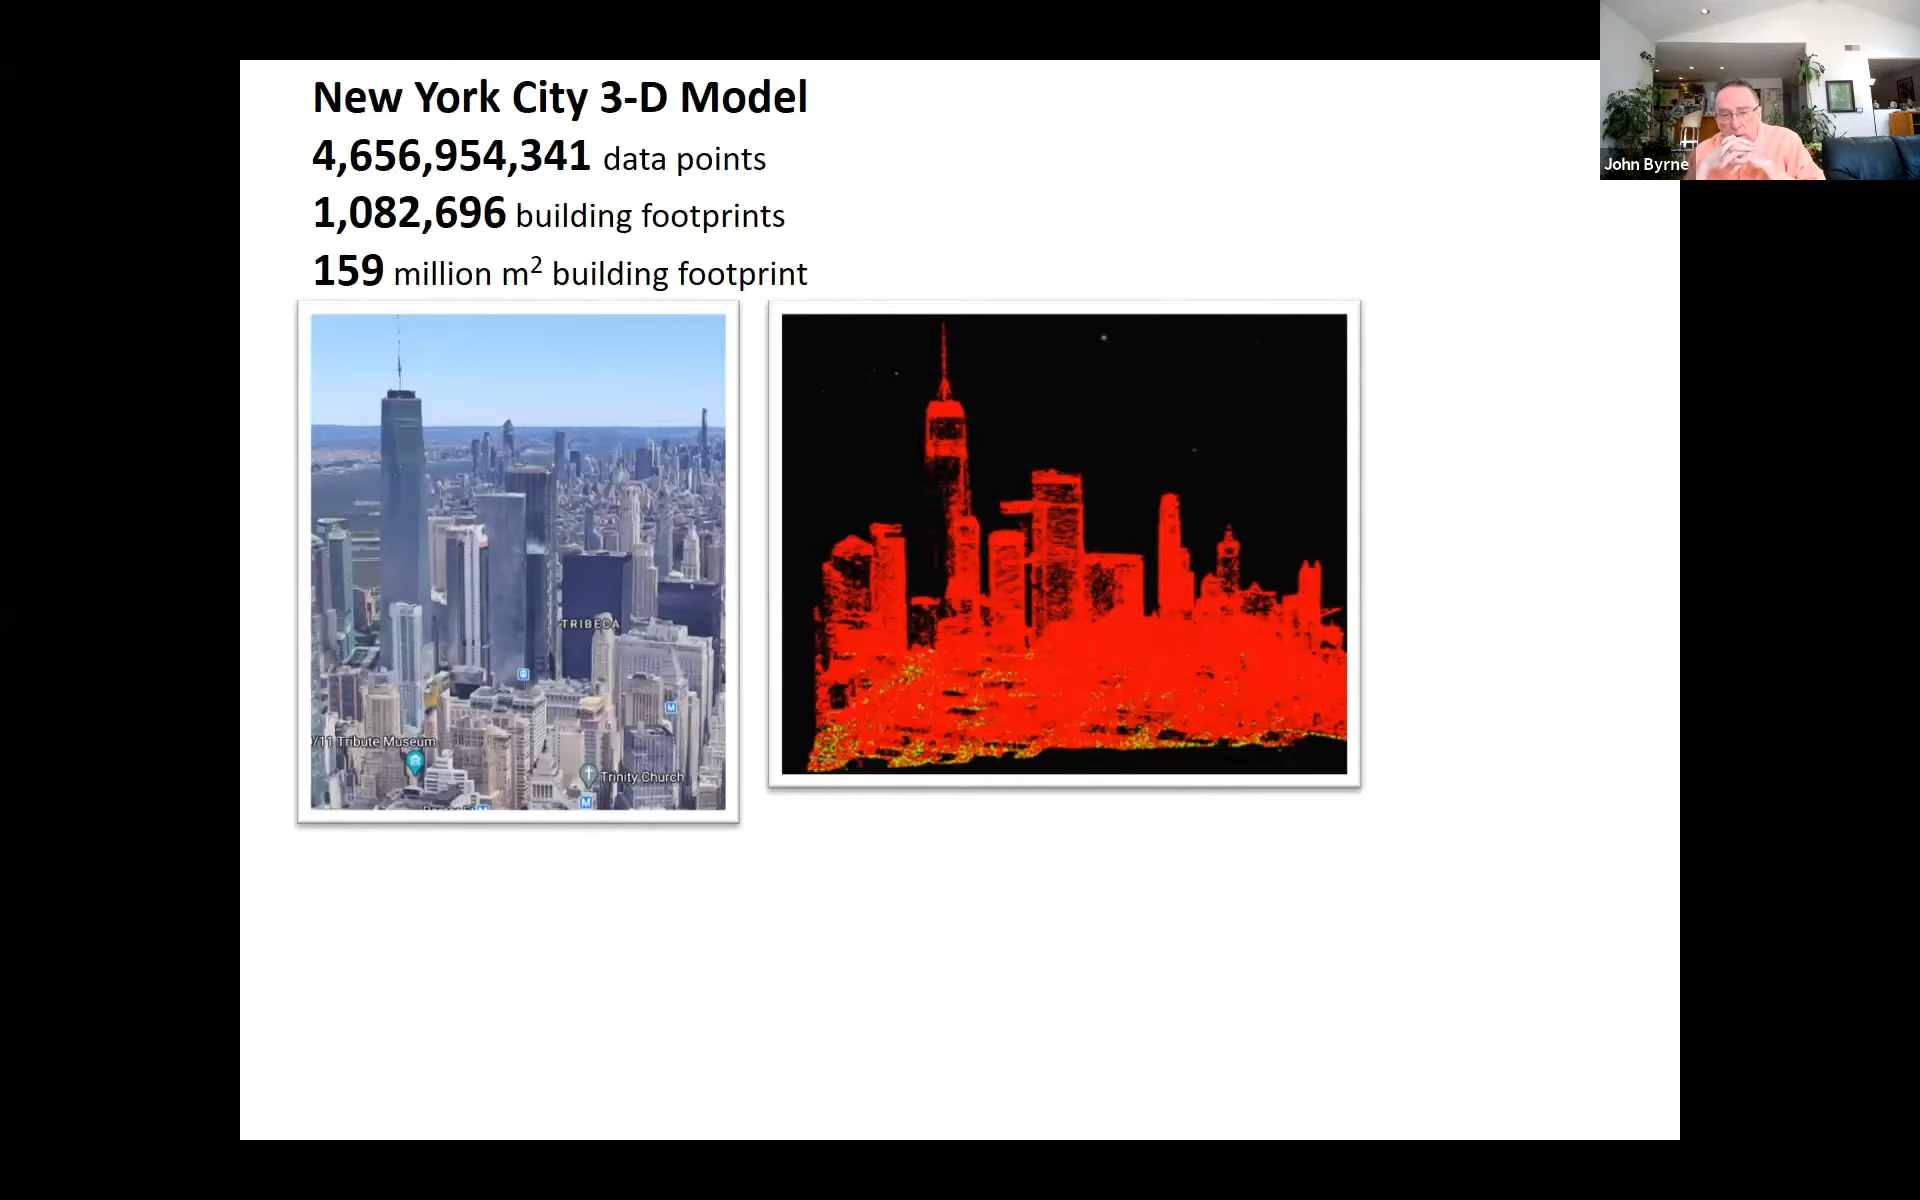 New York City 3-D Model
4,656,954,341 data points
1,082,696 building footprints
159 million m² building footprint
John Byrne
TRIBECA
M
/11 Tribute Museum
Trinity Church
M